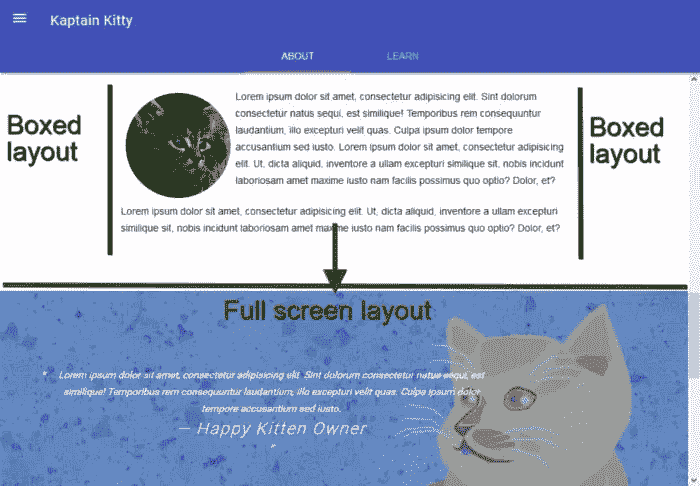 Kaptain Kitty
ABOUT LEARN
Boxed
layout
Lorem ipsum dolor sit amet, consectetur adipisicing elit. Sint dolorum
consectetur natus sequi, est similique! Temporibus rem consequuntur
laudantium, illo excepturi velit quas. Culpa ipsum dolor tempore
accusantium sed iusto. Lorem ipsum dolor sit amet, consectetur adipisicing
elit. Ut, dicta aliquid, inventore a ullam excepturi similique sit, nobis incidunt
laboriosam amet maxime iusto nam facilis possimus quo optio? Dolor, et?
Boxed
layout
Lorem ipsum dolor sit amet, consectetur adipisicing elit. Ut, dicta aliquid, inventore a ullam excepturi
similique sit, nobis incidunt laboriosam amet maxime iusto nam facilis possimus quo optio? Dolor, et?
Full screen layout
" Lorem ipsum dolor sit amet, consectetur adipisicing elit. Sint dolorum consectetur natus sequi, est
similique! Temporibus rem consequuntur laudantium, illo excepturi velit quas. Culpa ipsum dolor
tempore accusantium sed iusto.
— Happy Kitten Owner
"